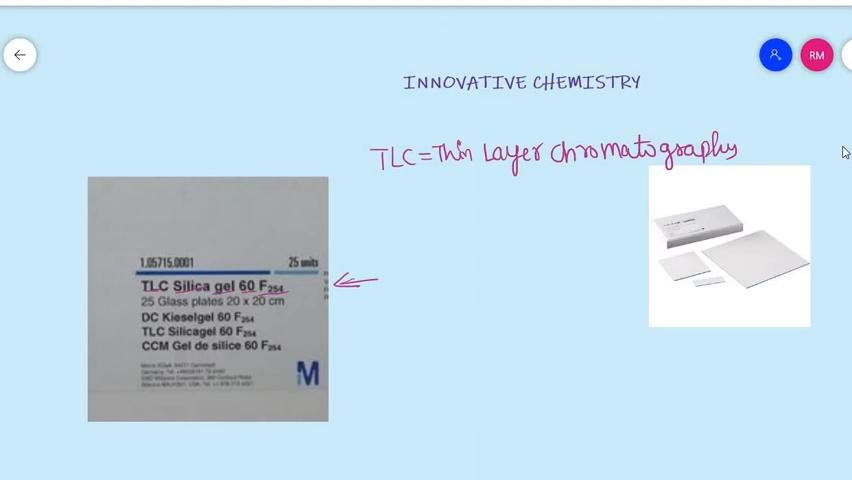 RM
INNOVATIVE CHEMISTRY
TLC=Thin Layer chromatography
1.05715.0001 25 units
TLC Silica gel 60 F254
25 Glass plates 20 x 20 cm
DC Kieselgel 60 F254
TLC Silicagel 60 F254
CCM Gel de silice 60 F254
M